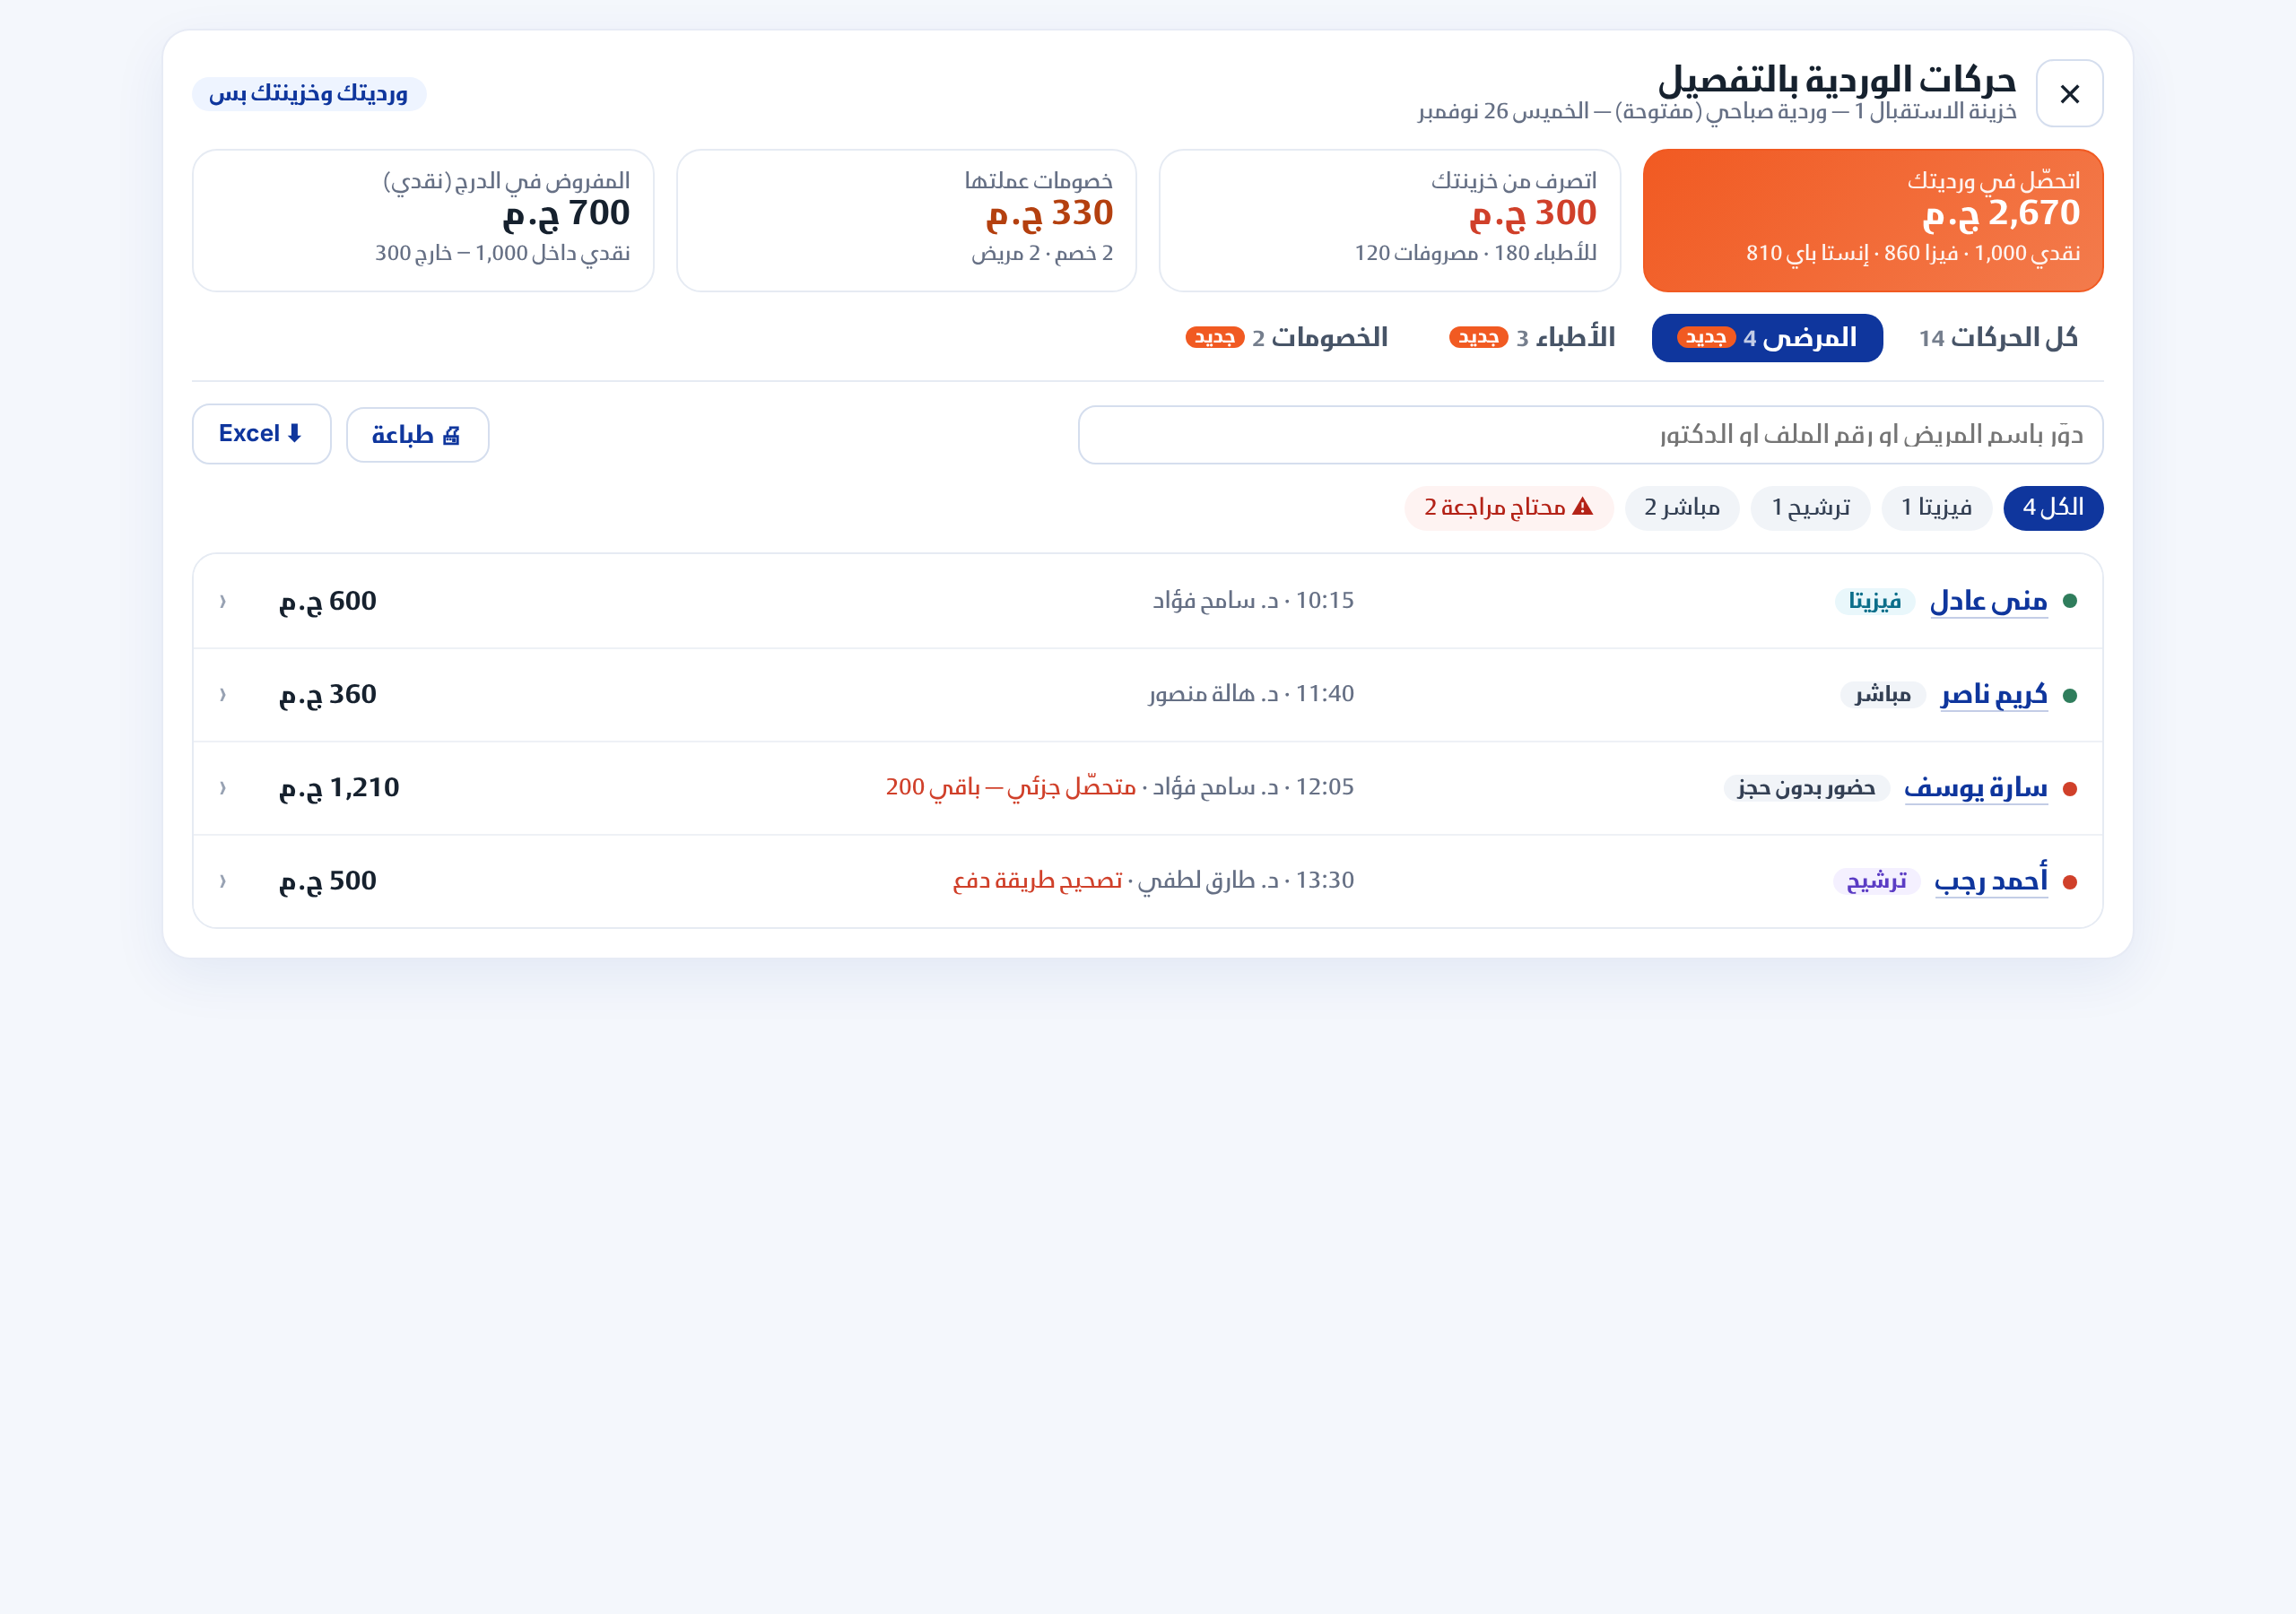 ✕
حركات الوردية بالتفصيل
خزينة الاستقبال 1 — وردية صباحي (مفتوحة) — الخميس 26 نوفمبر
ورديتك وخزينتك بس
اتحصّل في ورديتك
2,670 ج.م
نقدي 1,000 · فيزا 860 · إنستا باي 810
اتصرف من خزينتك
300 ج.م
للأطباء 180 · مصروفات 120
خصومات عملتها
330 ج.م
2 خصم · 2 مريض
المفروض في الدرج (نقدي)
700 ج.م
نقدي داخل 1,000 − خارج 300
كل الحركات 14
المرضى 4 جديد
الأطباء 3 جديد
الخصومات 2 جديد
دوّر باسم المريض او رقم الملف او الدكتور
🖨 طباعة
⬇ Excel
الكل 4
فيزيتا 1
ترشيح 1
مباشر 2
⚠ محتاج مراجعة 2
منى عادل فيزيتا 10:15 · د. سامح فؤاد 600 ج.م ‹
كريم ناصر مباشر 11:40 · د. هالة منصور 360 ج.م ‹
سارة يوسف حضور بدون حجز 12:05 · د. سامح فؤاد · متحصّل جزئي — باقي 200 1,210 ج.م ‹
أحمد رجب ترشيح 13:30 · د. طارق لطفي · تصحيح طريقة دفع 500 ج.م ‹